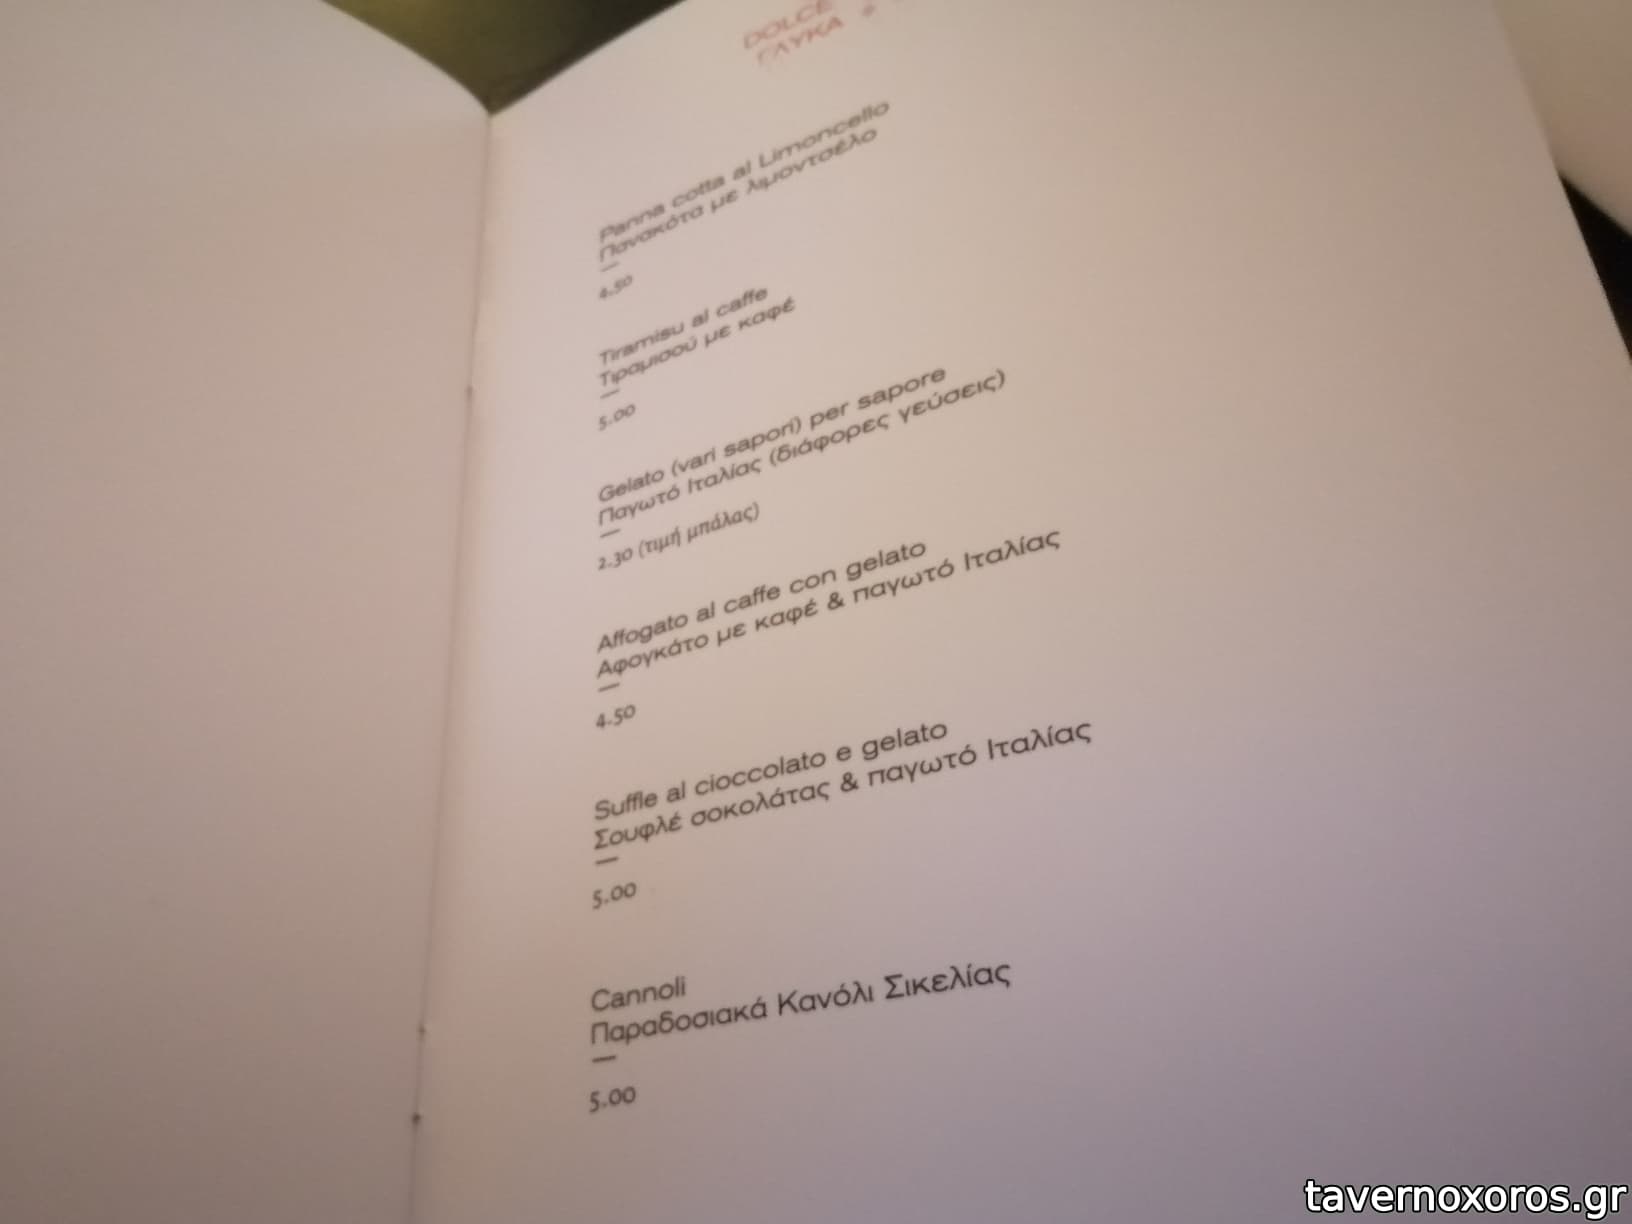 DOLCE
ΓΛΥΚΑ
Panna cotta al Limoncello
Πανακότα με λιμοντσέλο
—
4.50
Tiramisu al caffe
Τιραμισού με καφέ
—
5.00
Gelato (vari sapori) per sapore
Παγωτό Ιταλίας (διάφορες γεύσεις)
—
2.30 (τιμή μπάλας)
Affogato al caffe con gelato
Αφογκάτο με καφέ & παγωτό Ιταλίας
—
4.50
Suffle al cioccolato e gelato
Σουφλέ σοκολάτας & παγωτό Ιταλίας
—
5.00
Cannoli
Παραδοσιακά Κανόλι Σικελίας
—
5.00
tavernoxoros.gr